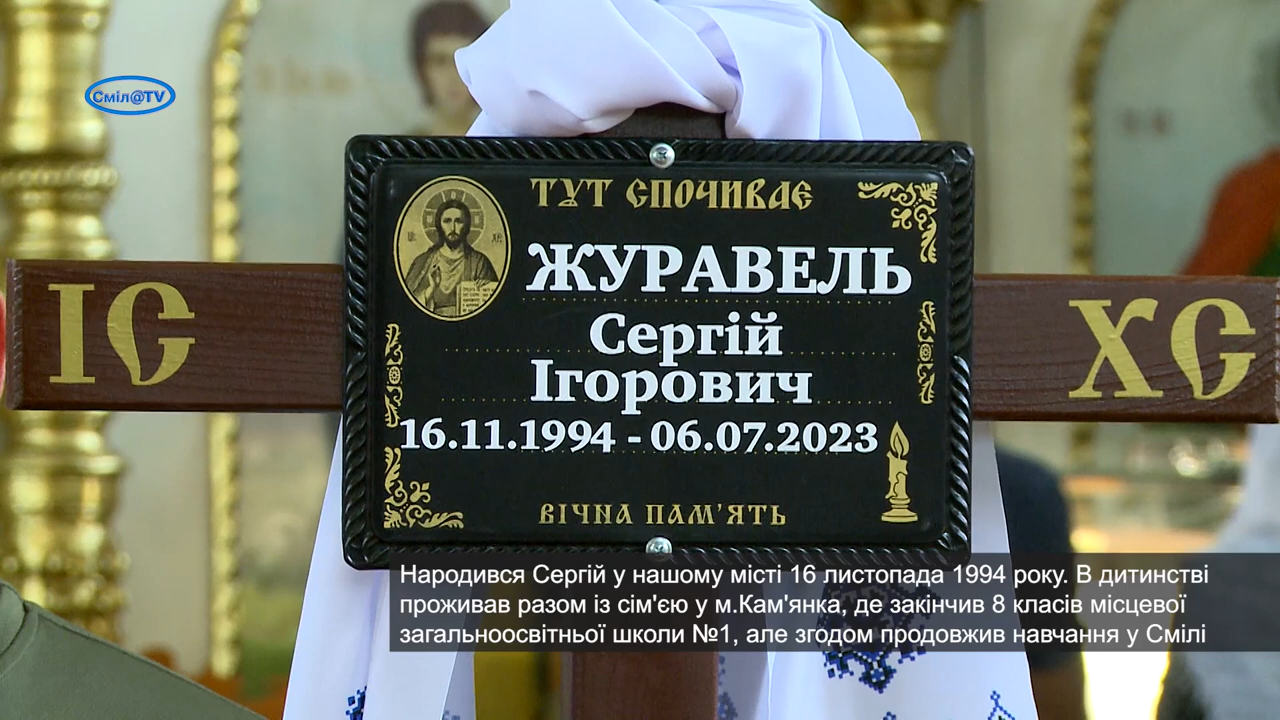 Сміл@TV
ТУТ СПОЧИВАЄ
ЖУРАВЕЛЬ
Сергій
Ігорович
16.11.1994 - 06.07.2023
ВІЧНА ПАМ'ЯТЬ
ІС
ХС
Народився Сергій у нашому місті 16 листопада 1994 року. В дитинстві
проживав разом із сім'єю у м.Кам'янка, де закінчив 8 класів місцевої
загальноосвітньої школи №1, але згодом продовжив навчання у Смілі